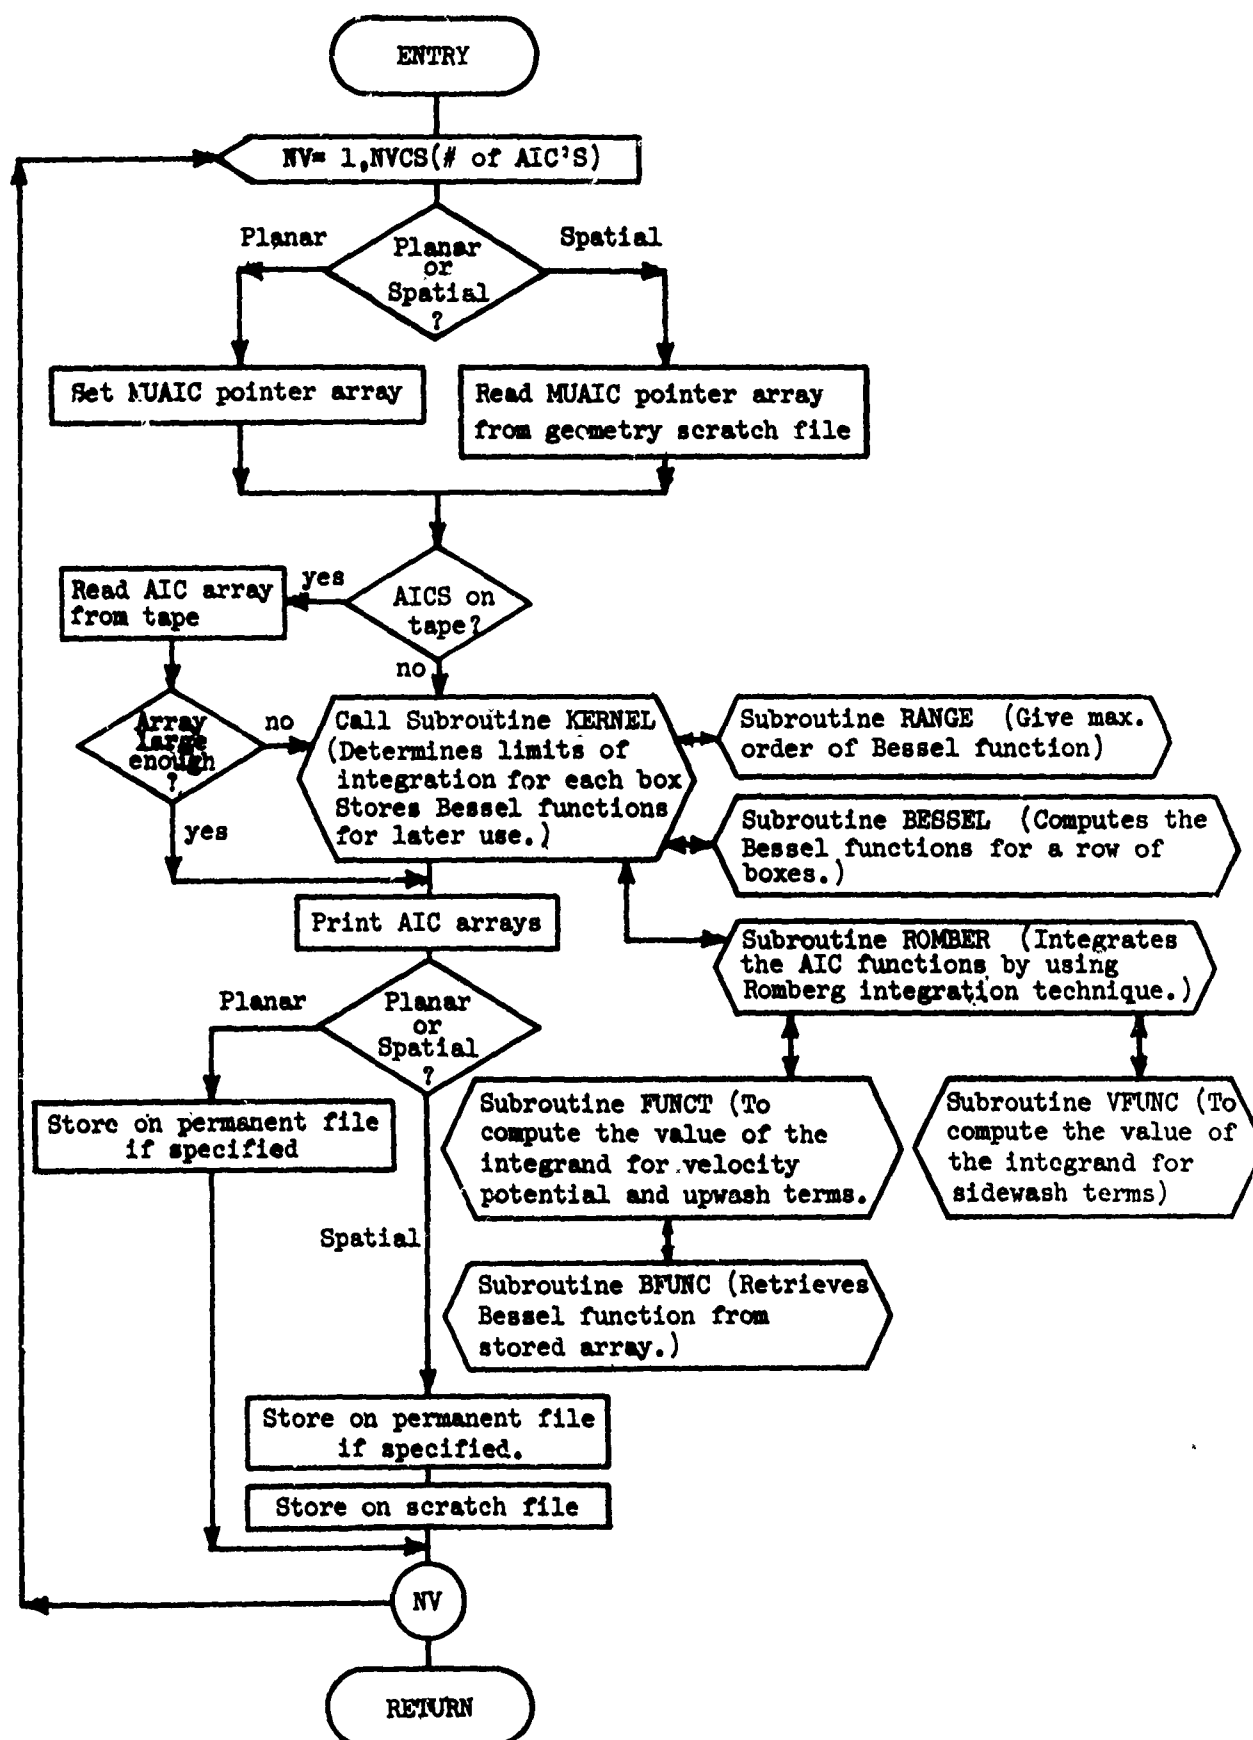 ENTRY
NV= 1,NVCS(# of AIC'S)
Planar
Spatial
Planar
or
Spatial
?
Set MUAIC pointer array
Read MUAIC pointer array
from geometry scratch file
Read AIC array
from tape
yes
AICS on
tape?
no
Array
large
enough
?
no
yes
Call Subroutine KERNEL
(Determines limits of
integration for each box
Stores Bessel functions
for later use.)
Subroutine RANGE (Give max.
order of Bessel function)
Subroutine BESSEL (Computes the
Bessel functions for a row of
boxes.)
Print AIC arrays
Subroutine ROMBER (Integrates
the AIC functions by using
Romberg integration technique.)
Planar
Planar
or
Spatial
?
Store on permanent file
if specified
Spatial
Subroutine FUNCT (To
compute the value of the
integrand for velocity
potential and upwash terms.
Subroutine VFUNC (To
compute the value of
the integrand for
sidewash terms)
Subroutine BFUNC (Retrieves
Bessel function from
stored array.)
Store on permanent file
if specified.
Store on scratch file
NV
RETURN